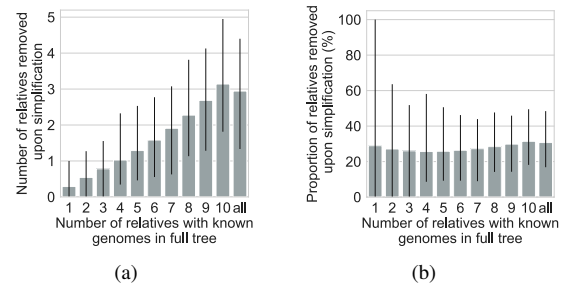 Number of relatives removed
upon simplification
5
4
3
2
1
0
1 2 3 4 5 6 7 8 9 10 all
Number of relatives with known
genomes in full tree
(a)
Proportion of relatives removed
upon simplification (%)
100
80
60
40
20
0
1 2 3 4 5 6 7 8 9 10 all
Number of relatives with known
genomes in full tree
(b)